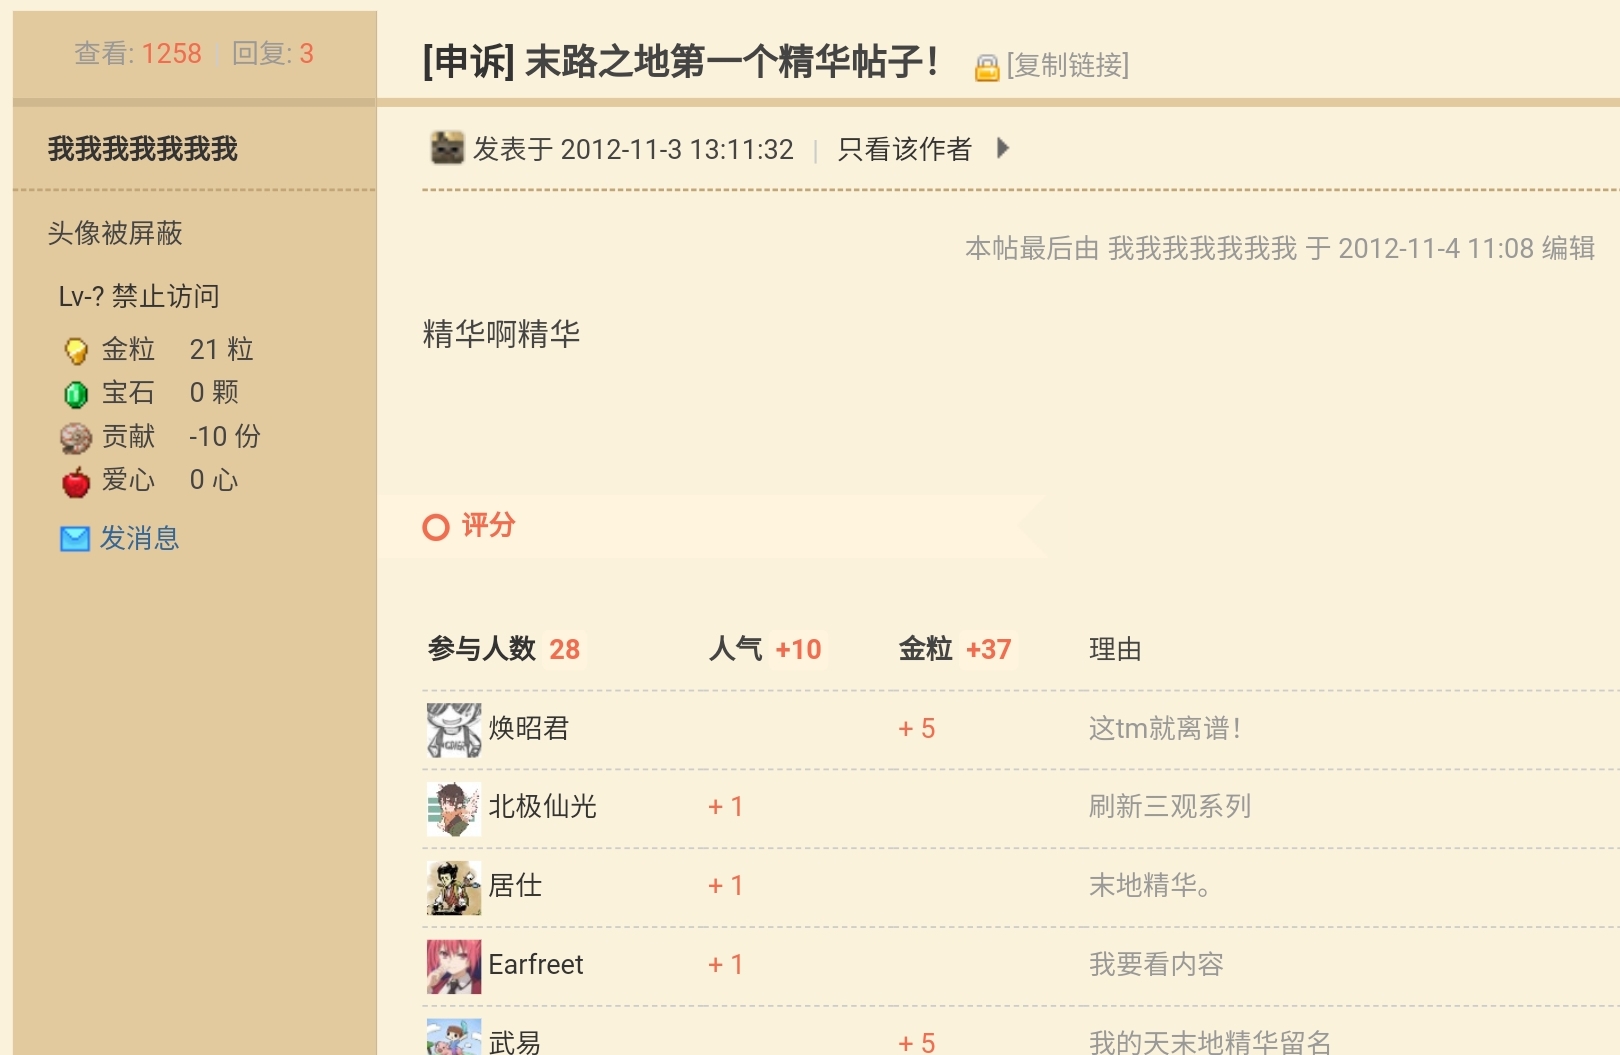 查看: 1258 | 回复: 3
[申诉] 末路之地第一个精华帖子！ [复制链接]
我我我我我我我
发表于 2012-11-3 13:11:32 | 只看该作者
头像被屏蔽
本帖最后由 我我我我我我我 于 2012-11-4 11:08 编辑
Lv-? 禁止访问
精华啊精华
金粒 21 粒
宝石 0 颗
贡献 -10 份
爱心 0 心
发消息
评分
参与人数 28 人气 +10 金粒 +37 理由
焕昭君 + 5 这tm就离谱！
北极仙光 + 1 刷新三观系列
居仕 + 1 末地精华。
Earfreet + 1 我要看内容
武易 + 5 我的天末地精华留名